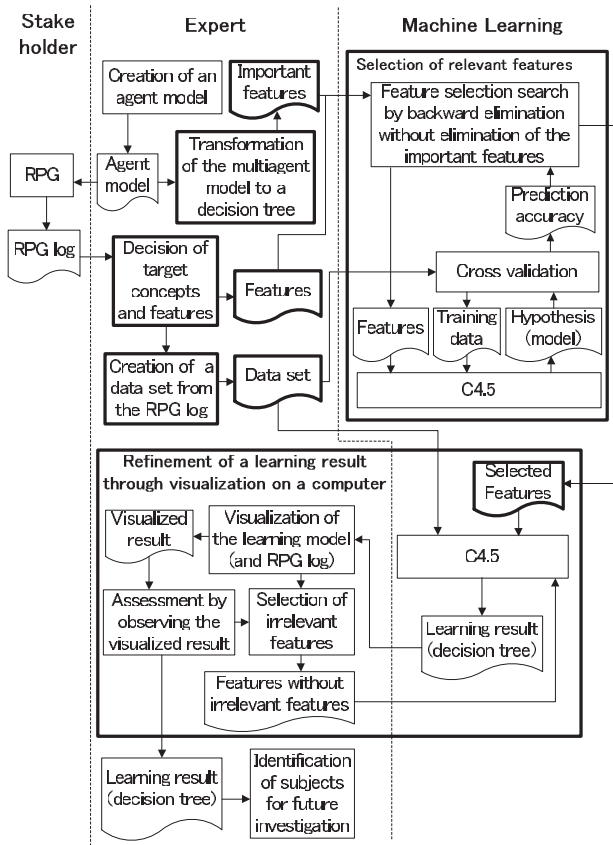 Stake
holder
Expert
Machine Learning
Creation of an
agent model
Important
features
Selection of relevant features
Feature selection search
by backward elimination
without elimination of the
important features
Transformation
of the multiagent
model to a
decision tree
RPG
Agent
model
Prediction
accuracy
RPG log
Decision of
target
concepts
and features
Features
Cross validation
Features
Training
data
Hypothesis
(model)
Creation of a
data set from
the RPG log
Data set
C4.5
Refinement of a learning result
through visualization on a computer
Selected
Features
Visualized
result
Visualization of
the learning model
(and RPG log)
C4.5
Assessment by
observing the
visualized result
Selection of
irrelevant
features
Learning result
(decision tree)
Features without
irrelevant features
Learning result
(decision tree)
Identification
of subjects
for future
investigation